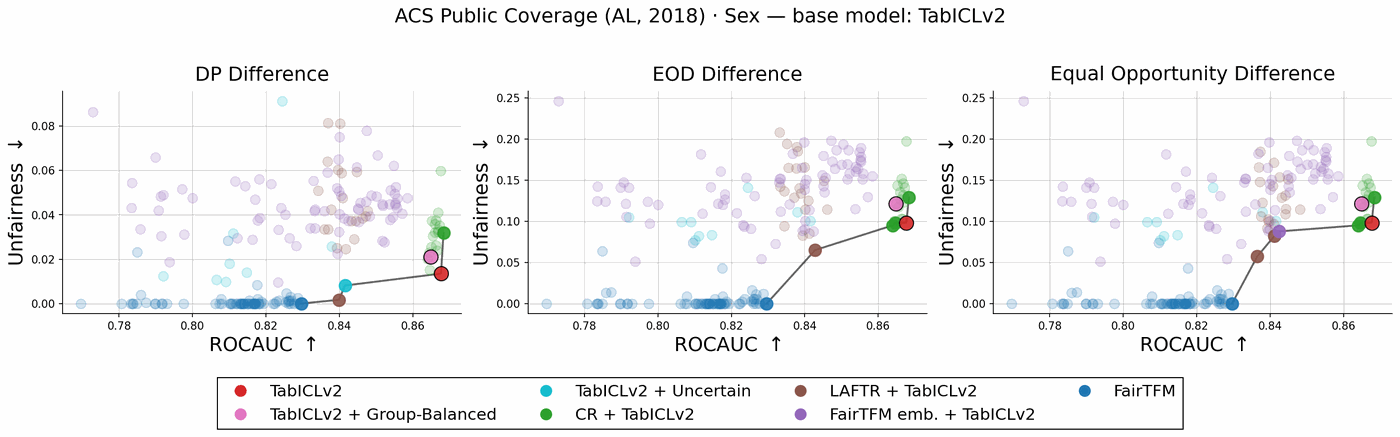 ACS Public Coverage (AL, 2018) · Sex — base model: TabICLv2
DP Difference
EOD Difference
Equal Opportunity Difference
Unfairness ↓
0.08
0.06
0.04
0.02
0.00
0.78 0.80 0.82 0.84 0.86
ROCAUC ↑
Unfairness ↓
0.25
0.20
0.15
0.10
0.05
0.00
0.78 0.80 0.82 0.84 0.86
ROCAUC ↑
Unfairness ↓
0.25
0.20
0.15
0.10
0.05
0.00
0.78 0.80 0.82 0.84 0.86
ROCAUC ↑
TabICLv2
TabICLv2 + Group-Balanced
TabICLv2 + Uncertain
CR + TabICLv2
LAFTR + TabICLv2
FairTFM emb. + TabICLv2
FairTFM